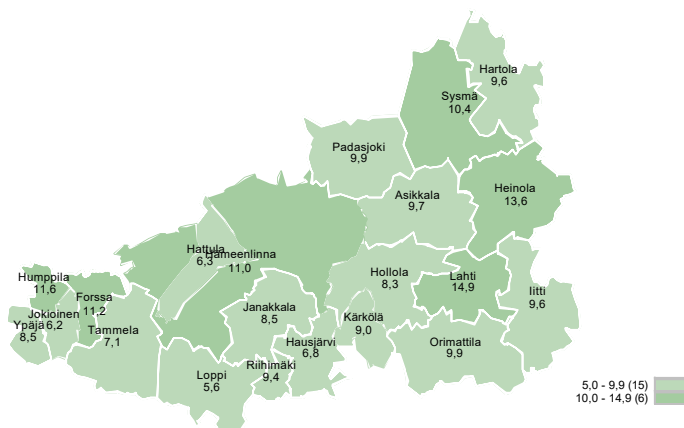 Hartola
9,6
Sysmä
10,4
Padasjoki
9,9
Heinola
13,6
Asikkala
9,7
Hattula
6,3
Hämeenlinna
11,0
Hollola
8,3
Lahti
14,9
Iitti
9,6
Humppila
11,6
Forssa
11,2
Jokioinen
6,2
Ypäjä
8,5
Tammela
7,1
Janakkala
8,5
Kärkölä
9,0
Hausjärvi
6,8
Orimattila
9,9
Riihimäki
9,4
Loppi
5,6
5,0 - 9,9 (15)
10,0 - 14,9 (6)